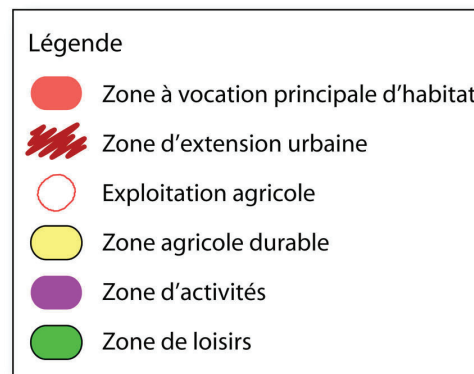 Légende
Zone à vocation principale d’habitat
Zone d’extension urbaine
Exploitation agricole
Zone agricole durable
Zone d’activités
Zone de loisirs